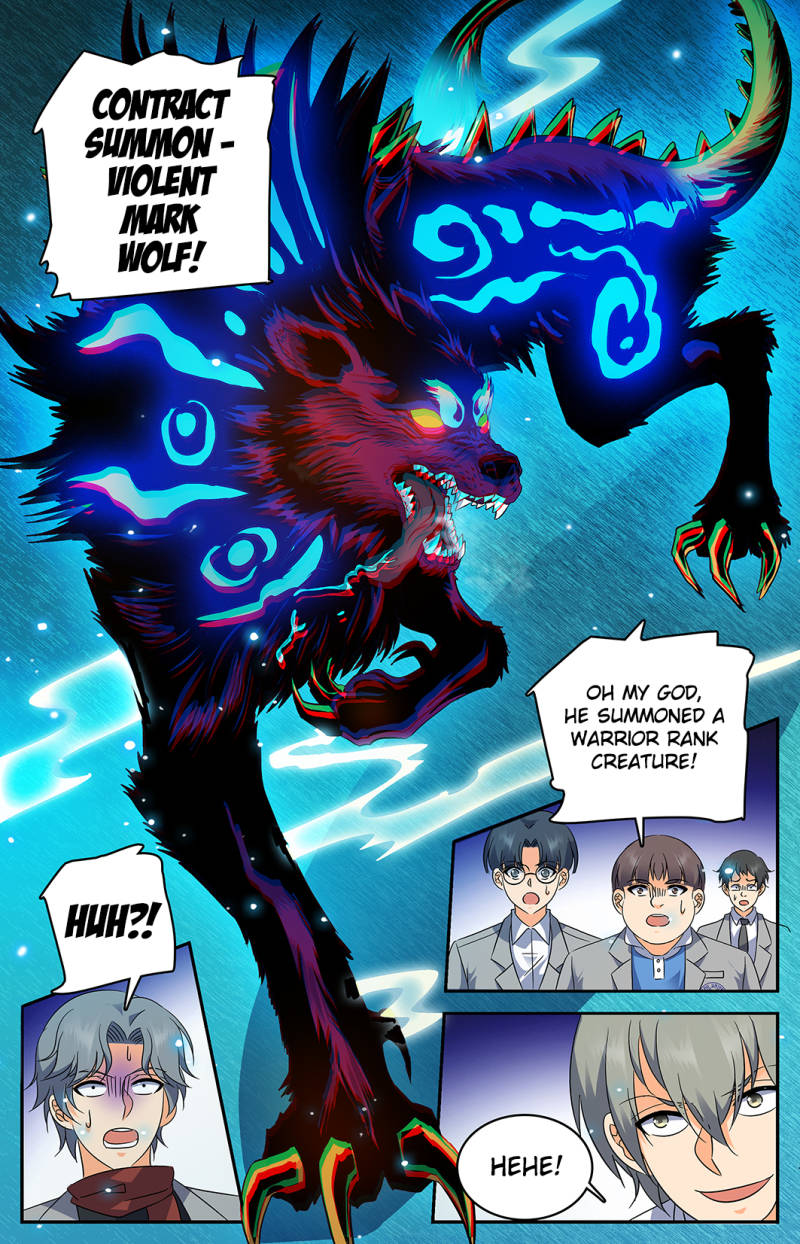 CONTRACT
SUMMON -
VIOLENT
MARK
WOLF!
OH MY GOD,
HE SUMMONED A
WARRIOR RANK
CREATURE!
HUH?!
HEHE!